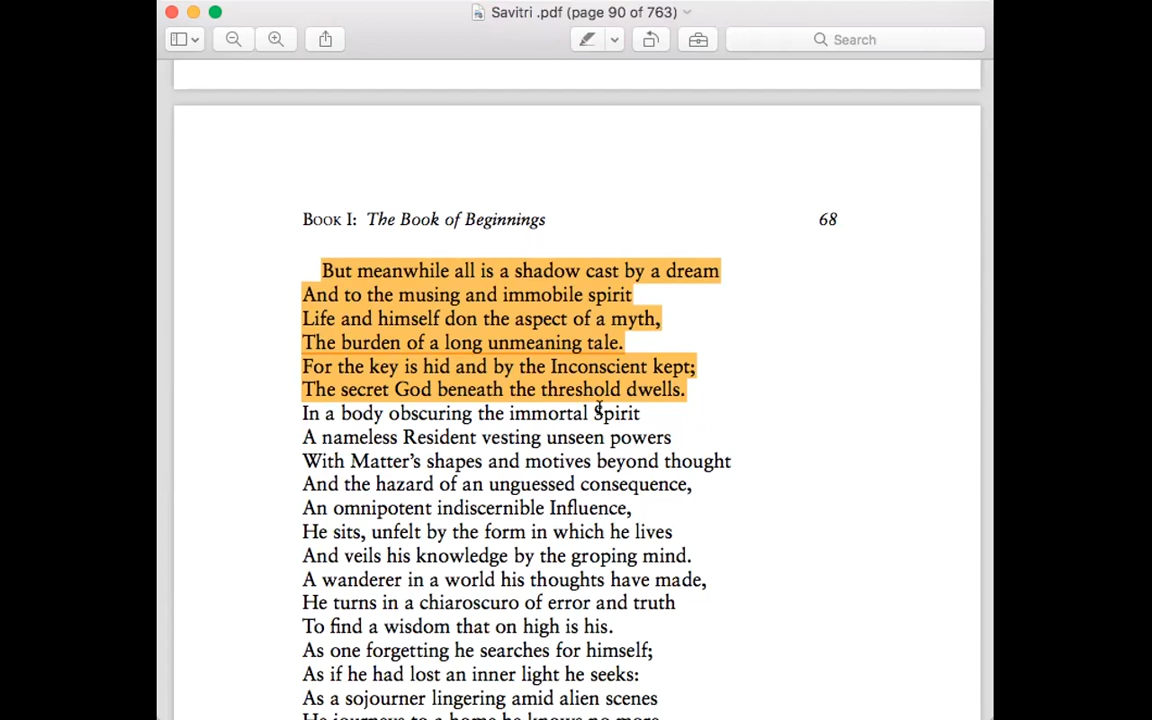 Savitri .pdf (page 90 of 763)
Search
BOOK I: The Book of Beginnings 68
But meanwhile all is a shadow cast by a dream
And to the musing and immobile spirit
Life and himself don the aspect of a myth,
The burden of a long unmeaning tale.
For the key is hid and by the Inconscient kept;
The secret God beneath the threshold dwells.
In a body obscuring the immortal Spirit
A nameless Resident vesting unseen powers
With Matter’s shapes and motives beyond thought
And the hazard of an unguessed consequence,
An omnipotent indiscernible Influence,
He sits, unfelt by the form in which he lives
And veils his knowledge by the groping mind.
A wanderer in a world his thoughts have made,
He turns in a chiaroscuro of error and truth
To find a wisdom that on high is his.
As one forgetting he searches for himself;
As if he had lost an inner light he seeks:
As a sojourner lingering amid alien scenes
He journeys to a home he knows no more.